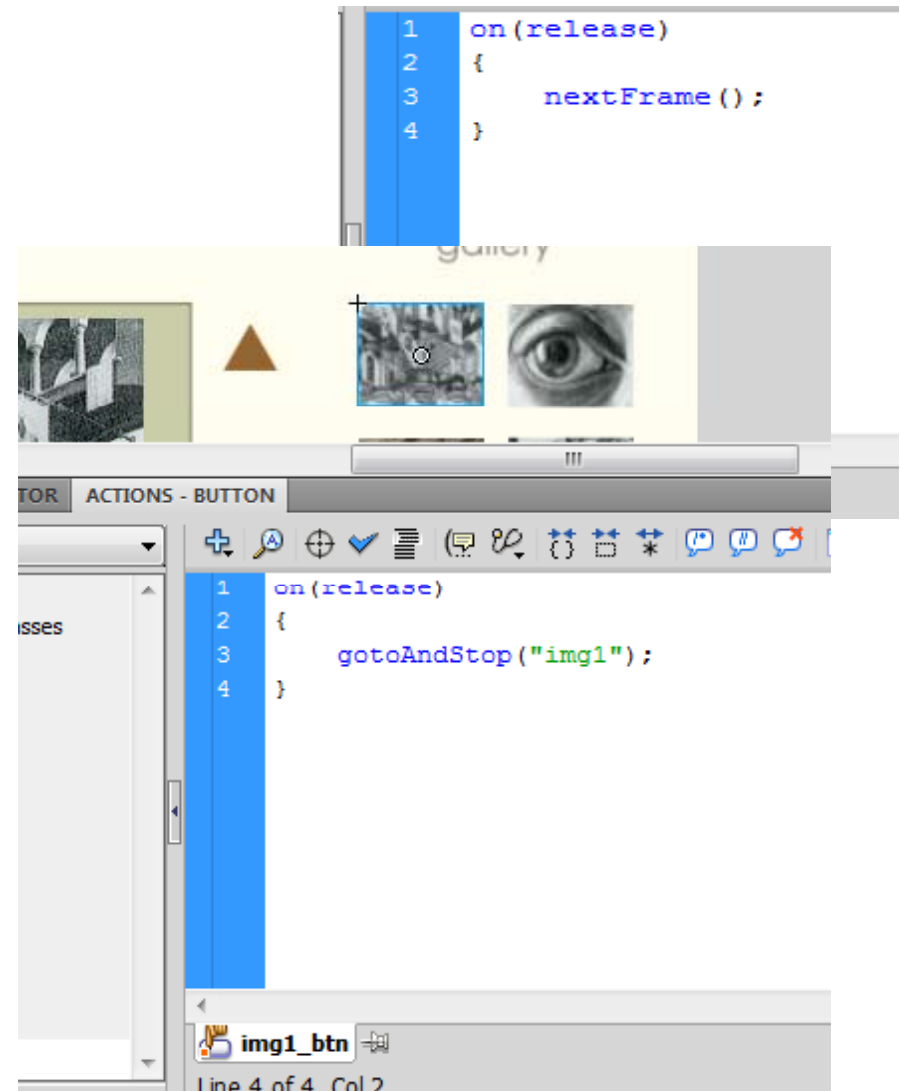 1 on(release)
2 {
3 nextFrame();
4 }
gallery
TOR ACTIONS - BUTTON
sses
1 on(release)
2 {
3 gotoAndStop("img1");
4 }
img1_btn
Line 4 of 4, Col 2